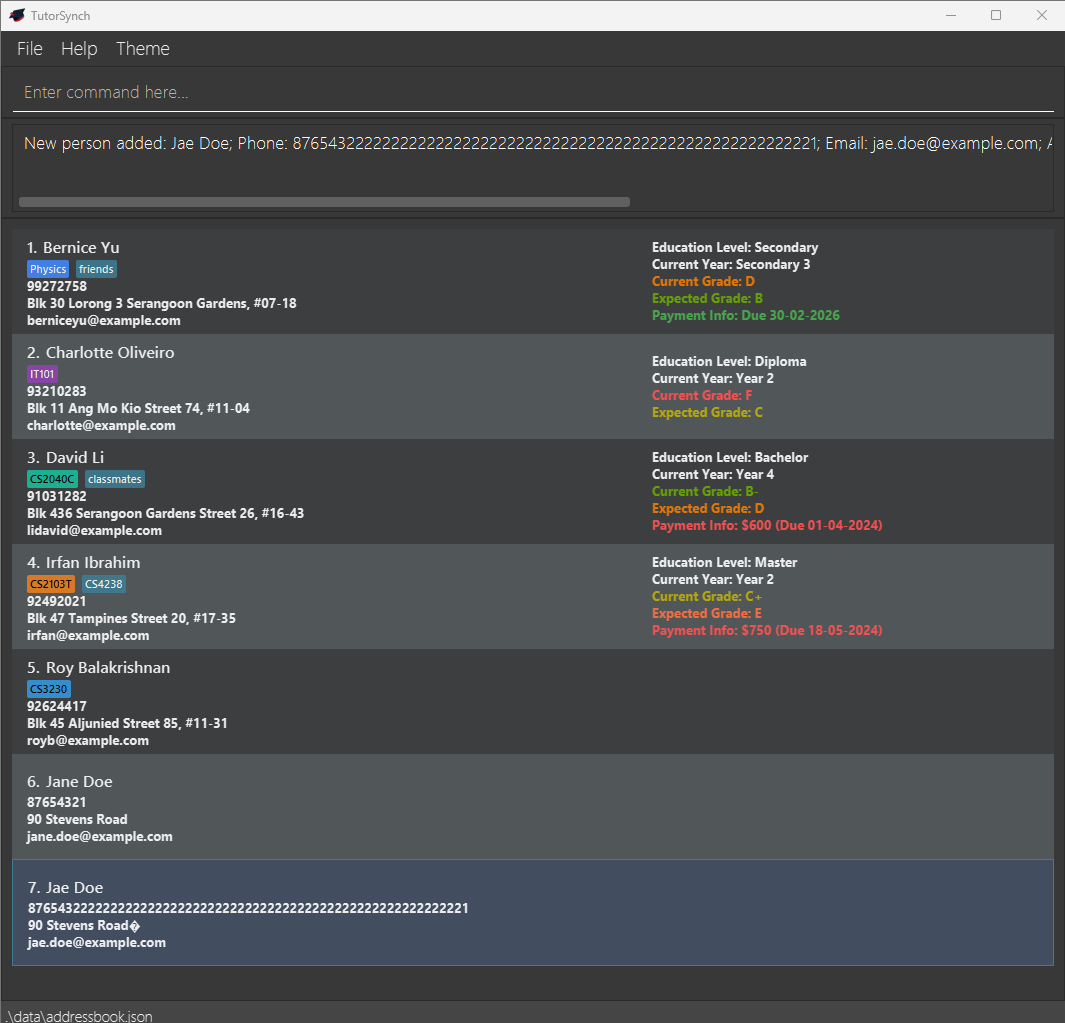 TutorSynch
File Help Theme
Enter command here...
New person added: Jae Doe; Phone: 8765432222222222222222222222222222222222222222222222222221; Email: jae.doe@example.com; A
1. Bernice Yu
Physics friends
99272758
Blk 30 Lorong 3 Serangoon Gardens, #07-18
berniceyu@example.com
Education Level: Secondary
Current Year: Secondary 3
Current Grade: D
Expected Grade: B
Payment Info: Due 30-02-2026
2. Charlotte Oliveiro
IT101
93210283
Blk 11 Ang Mo Kio Street 74, #11-04
charlotte@example.com
Education Level: Diploma
Current Year: Year 2
Current Grade: F
Expected Grade: C
3. David Li
CS2040C classmates
91031282
Blk 436 Serangoon Gardens Street 26, #16-43
lidavid@example.com
Education Level: Bachelor
Current Year: Year 4
Current Grade: B-
Expected Grade: D
Payment Info: $600 (Due 01-04-2024)
4. Irfan Ibrahim
CS2103T CS4238
92492021
Blk 47 Tampines Street 20, #17-35
irfan@example.com
Education Level: Master
Current Year: Year 2
Current Grade: C+
Expected Grade: E
Payment Info: $750 (Due 18-05-2024)
5. Roy Balakrishnan
CS3230
92624417
Blk 45 Aljunied Street 85, #11-31
royb@example.com
6. Jane Doe
87654321
90 Stevens Road
jane.doe@example.com
7. Jae Doe
8765432222222222222222222222222222222222222222222222222221
90 Stevens Road�
jae.doe@example.com
.\data\addressbook.json